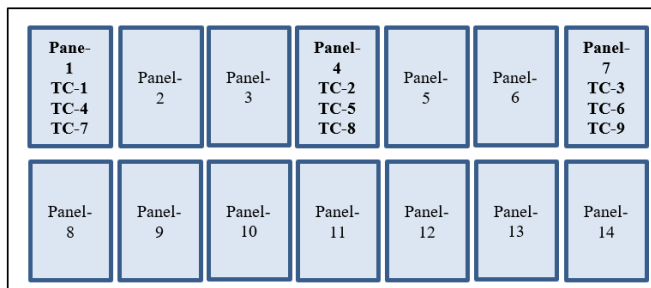 Pane-
1
TC-1
TC-4
TC-7
Panel-
2
Panel-
3
Panel-
4
TC-2
TC-5
TC-8
Panel-
5
Panel-
6
Panel-
7
TC-3
TC-6
TC-9
Panel-
8
Panel-
9
Panel-
10
Panel-
11
Panel-
12
Panel-
13
Panel-
14